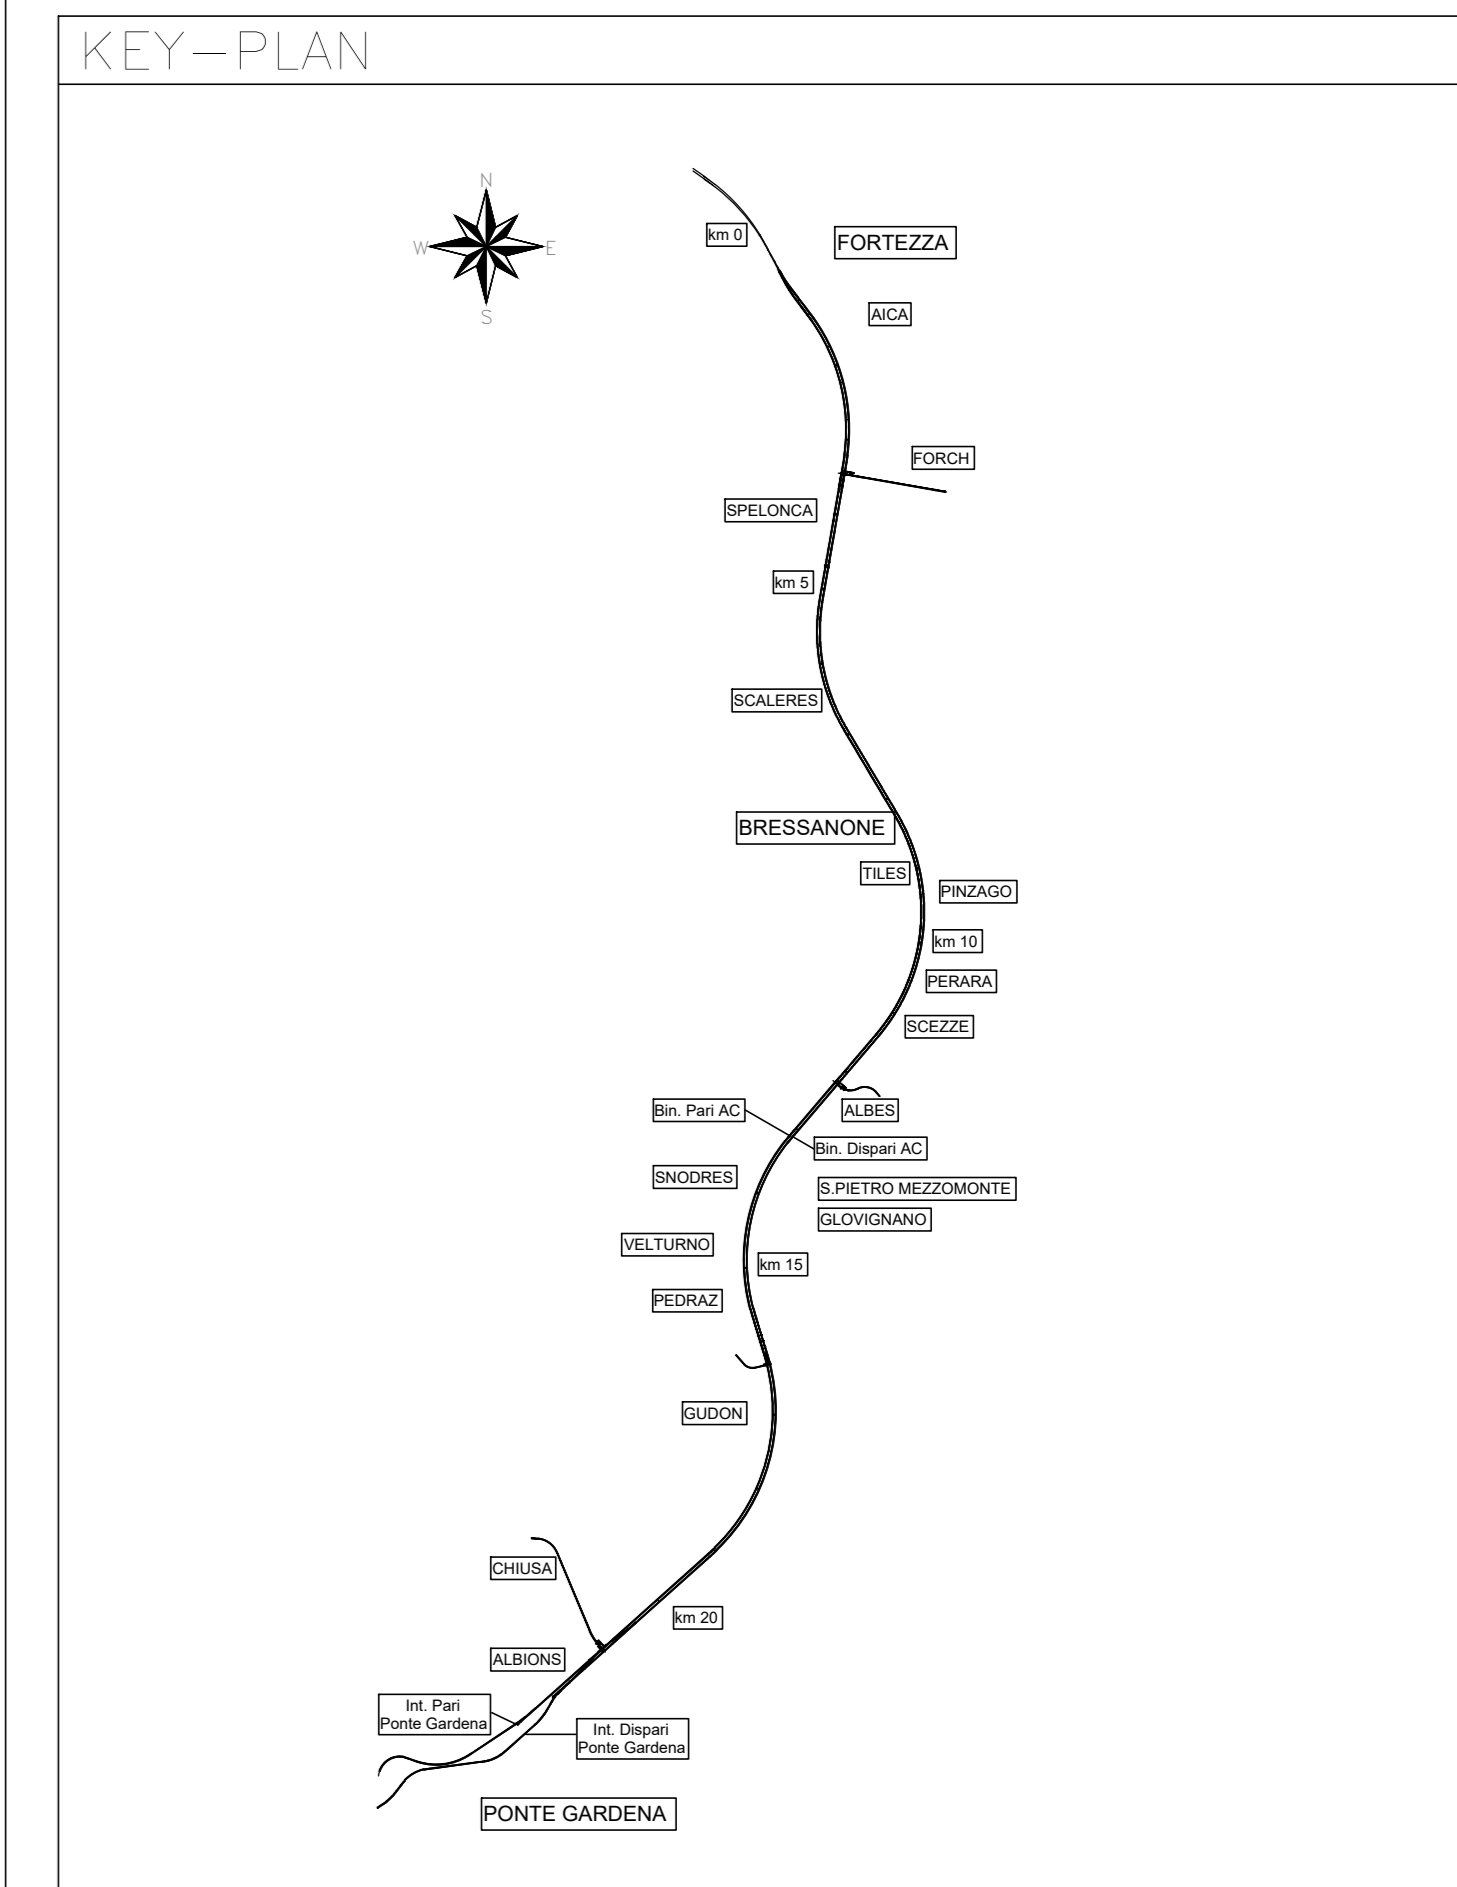 KEY-PLAN
N
W
E
S
km 0
FORTEZZA
AICA
FORCH
SPELONCA
km 5
SCALERES
BRESSANONE
TILES
PINZAGO
km 10
PERARA
SCEZZE
Bin. Pari AC
ALBES
Bin. Dispari AC
SNODRES
S.PIETRO MEZZOMONTE
GLOVIGNANO
VELTURNO
km 15
PEDRAZ
GUDON
CHIUSA
km 20
ALBIONS
Int. Pari
Ponte Gardena
Int. Dispari
Ponte Gardena
PONTE GARDENA